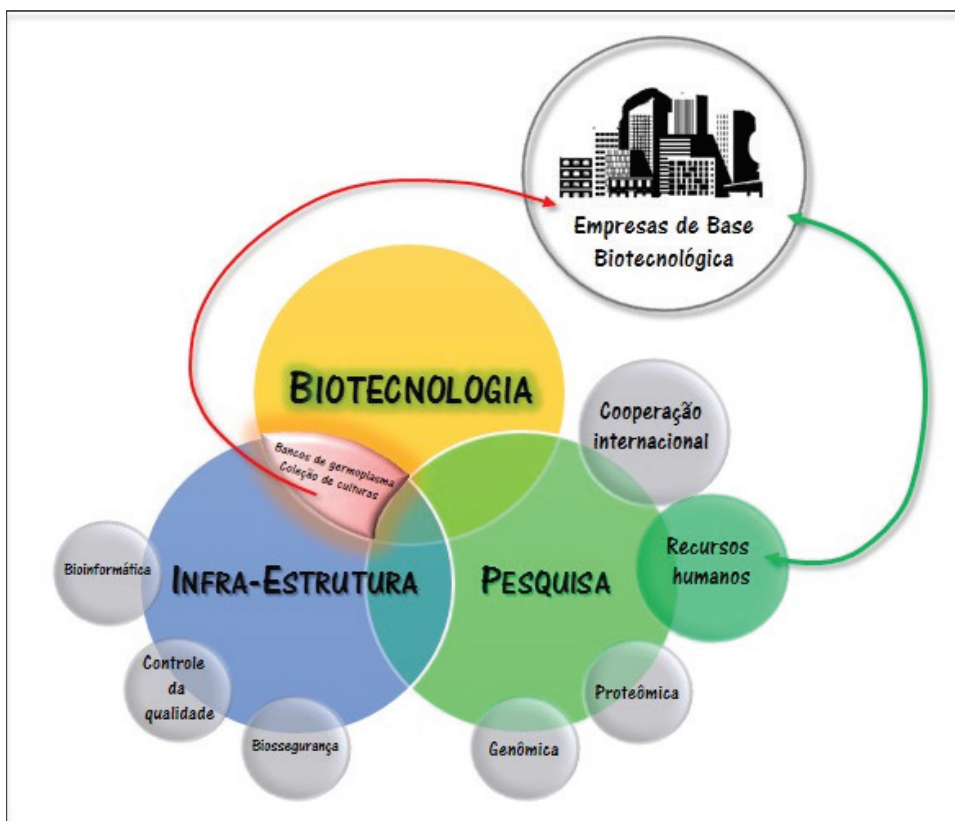 Empresas de Base
Biotecnológica
BIOTECNOLOGIA
Cooperação
internacional
Bancos de germoplasma
Coleção de culturas
Recursos
humanos
Bioinformática
INFRA-ESTRUTURA
PESQUISA
Controle
da
qualidade
Proteômica
Biossegurança
Genômica